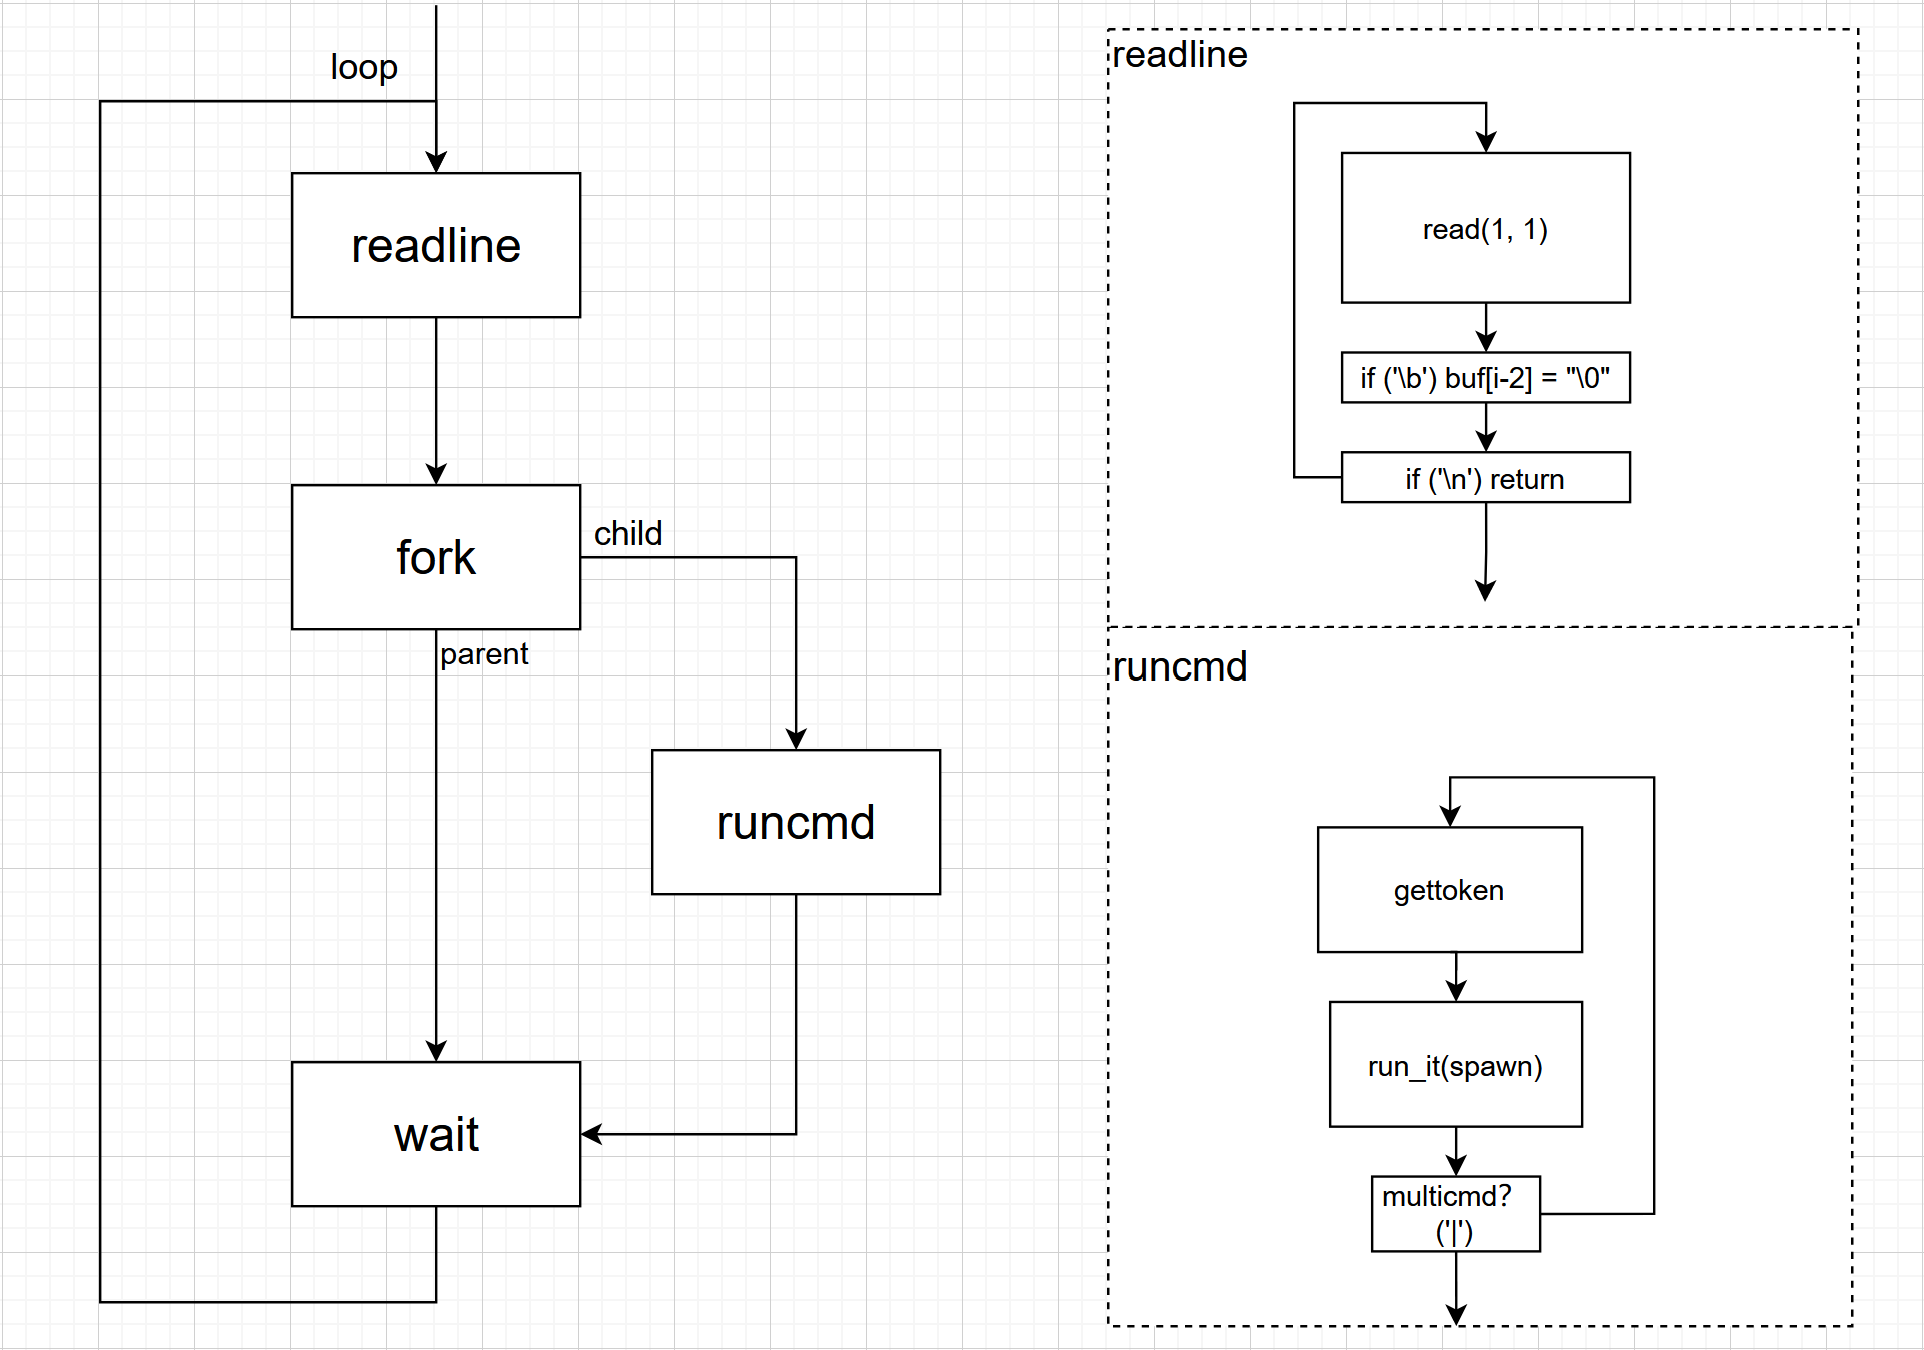 loop
readline
fork
child
parent
runcmd
wait
readline
read(1, 1)
if ('\b') buf[i-2] = "\0"
if ('\n') return
runcmd
gettoken
run_it(spawn)
multicmd?
('|')